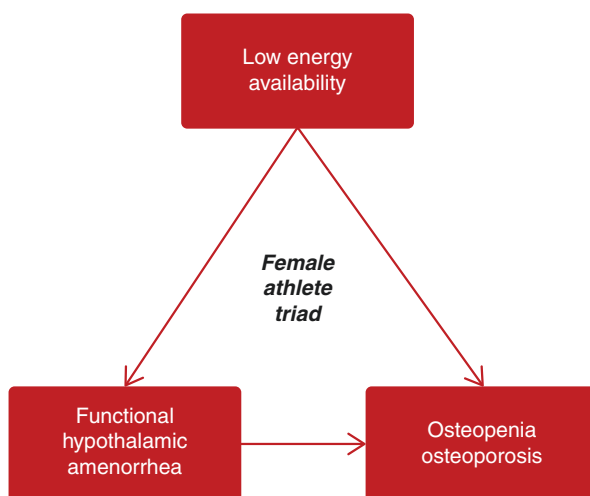 Low energy
availability
Female
athlete
triad
Functional
hypothalamic
amenorrhea
Osteopenia
osteoporosis